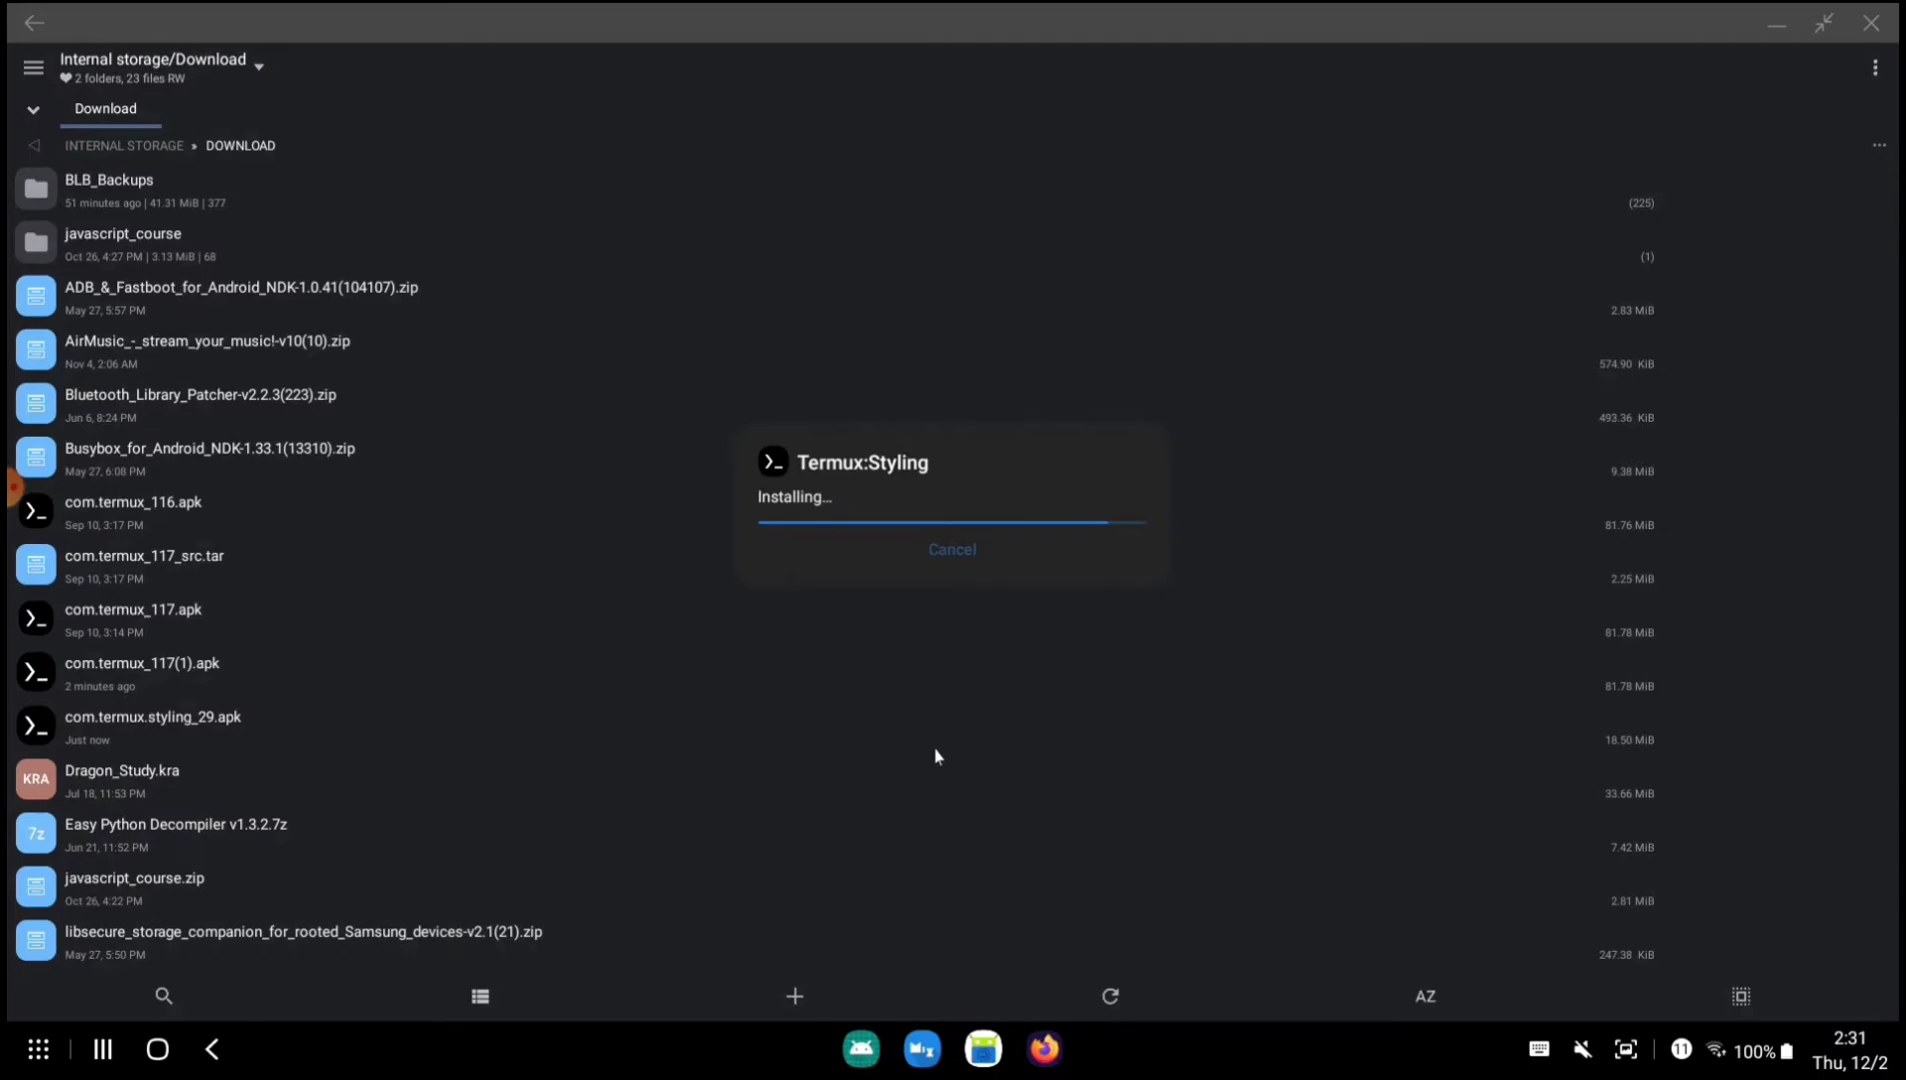 Internal storage/Download
2 folders, 23 files RW
Download
INTERNAL STORAGE » DOWNLOAD
BLB_Backups
51 minutes ago | 41.31 MiB | 377
(225)
javascript_course
Oct 26, 4:27 PM | 3.13 MiB | 68
(1)
ADB_&_Fastboot_for_Android_NDK-1.0.41(104107).zip
May 27, 5:57 PM
2.83 MiB
AirMusic_-_stream_your_music!-v10(10).zip
Nov 4, 2:06 AM
574.90 KiB
Bluetooth_Library_Patcher-v2.2.3(223).zip
Jun 6, 8:24 PM
493.36 KiB
Busybox_for_Android_NDK-1.33.1(13310).zip
May 27, 6:08 PM
9.38 MiB
Termux:Styling
Installing...
Cancel
com.termux_116.apk
Sep 10, 3:17 PM
81.76 MiB
com.termux_117_src.tar
Sep 10, 3:17 PM
2.25 MiB
com.termux_117.apk
Sep 10, 3:14 PM
81.78 MiB
com.termux_117(1).apk
2 minutes ago
81.78 MiB
com.termux.styling_29.apk
Just now
18.50 MiB
KRA
Dragon_Study.kra
Jul 18, 11:53 PM
33.66 MiB
7z
Easy Python Decompiler v1.3.2.7z
Jun 21, 11:52 PM
7.42 MiB
javascript_course.zip
Oct 26, 4:22 PM
2.81 MiB
libsecure_storage_companion_for_rooted_Samsung_devices-v2.1(21).zip
May 27, 5:50 PM
247.38 KiB
AZ
Mix
11
100%
2:31
Thu, 12/2